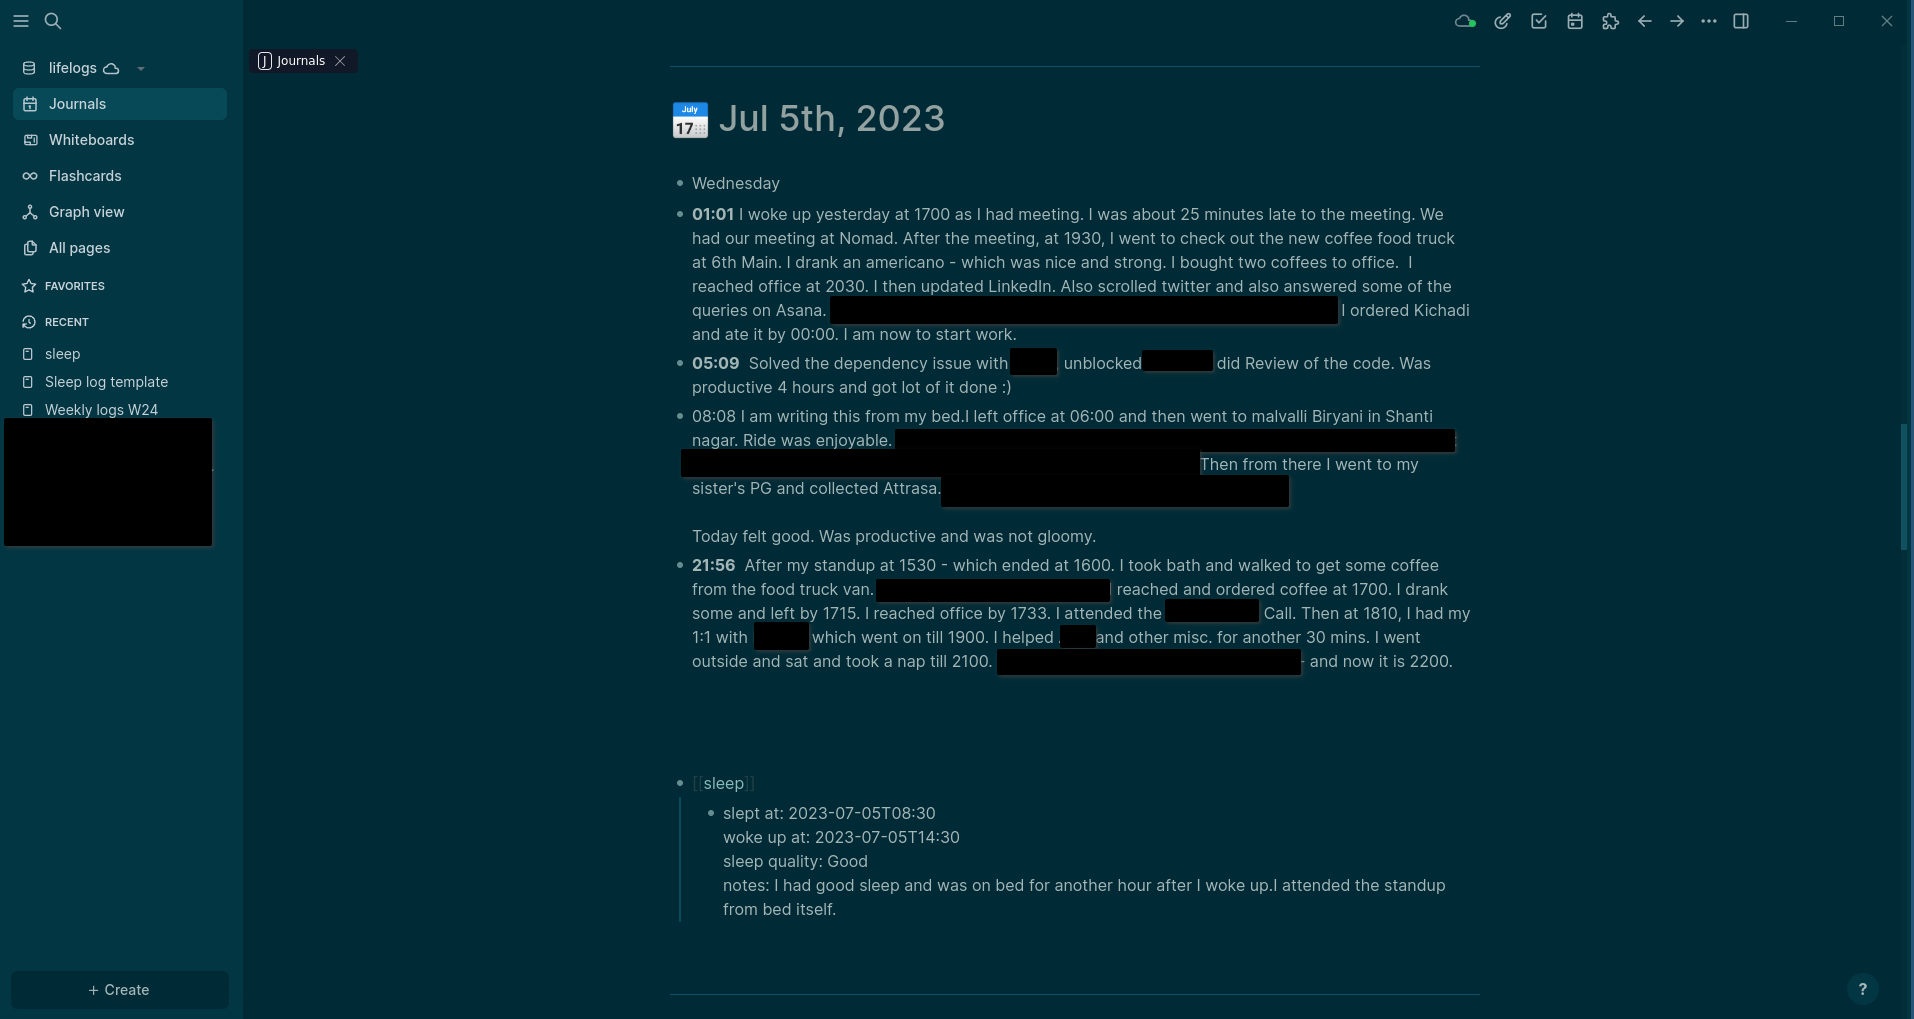 lifelogs
Journals
Whiteboards
Flashcards
Graph view
All pages
FAVORITES
RECENT
sleep
Sleep log template
Weekly logs W24
+ Create
J Journals
July
17
Jul 5th, 2023
Wednesday
01:01 I woke up yesterday at 1700 as I had meeting. I was about 25 minutes late to the meeting. We
had our meeting at Nomad. After the meeting, at 1930, I went to check out the new coffee food truck
at 6th Main. I drank an americano - which was nice and strong. I bought two coffees to office. I
reached office at 2030. I then updated LinkedIn. Also scrolled twitter and also answered some of the
queries on Asana. I ordered Kichadi
and ate it by 00:00. I am now to start work.
05:09 Solved the dependency issue with unblocked did Review of the code. Was
productive 4 hours and got lot of it done :)
08:08 I am writing this from my bed.I left office at 06:00 and then went to malvalli Biryani in Shanti
nagar. Ride was enjoyable.
Then from there I went to my
sister's PG and collected Attrasa.
Today felt good. Was productive and was not gloomy.
21:56 After my standup at 1530 - which ended at 1600. I took bath and walked to get some coffee
from the food truck van. reached and ordered coffee at 1700. I drank
some and left by 1715. I reached office by 1733. I attended the Call. Then at 1810, I had my
1:1 with which went on till 1900. I helped and other misc. for another 30 mins. I went
outside and sat and took a nap till 2100. - and now it is 2200.
[[sleep]]
slept at: 2023-07-05T08:30
woke up at: 2023-07-05T14:30
sleep quality: Good
notes: I had good sleep and was on bed for another hour after I woke up.I attended the standup
from bed itself.
?